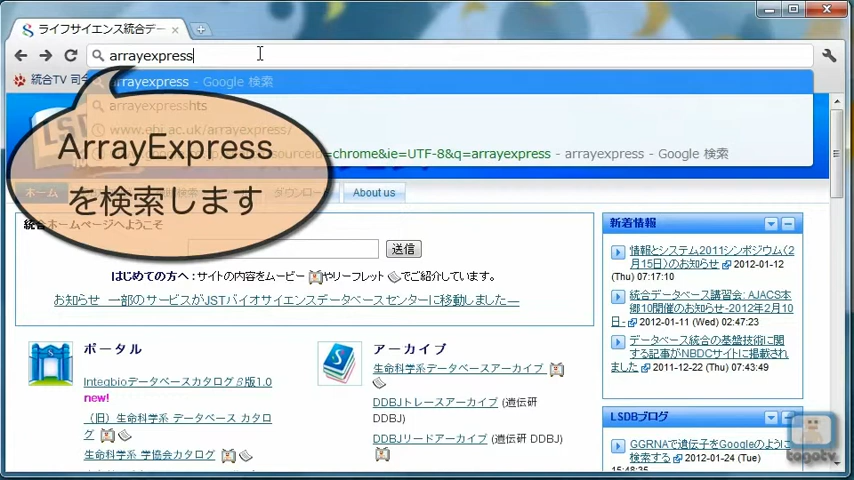 ライフサイエンス統合デー
arrayexpress
arrayexpress - Google 検索
arrayexpresshts
www.ebi.ac.uk/arrayexpress/
sourceid=chrome&ie=UTF-8&q=arrayexpress - arrayexpress - Google 検索
統合TV
ArrayExpress
を検索します
ホーム
検索
ダウンロー
About us
ホームページへようこそ
送信
はじめての方へ : サイトの内容をムービー やリーフレット でご紹介しています。
お知らせ 一部のサービスがJSTバイオサイエンスデータベースセンターに移動しました―
ポータル
Integbioデータベースカタログβ版1.0
new!
(旧) 生命科学系 データベース カタロ
グ
生命科学系 学協会カタログ
アーカイブ
生命科学系データベースアーカイブ
DDBJトレースアーカイブ (遺伝研
DDBJ)
DDBJリードアーカイブ (遺伝研 DDBJ)
新着情報
情報とシステム2011シンポジウム(2
月15日)のお知らせ 2012-01-12
(Thu) 07:17:10
統合データベース講習会: AJACS本
郷10開催のお知らせ-2012年2月10
日- 2012-01-11 (Wed) 02:47:23
データベース統合の基盤技術に関
する記事がNBDCサイトに掲載され
ました 2011-12-22 (Thu) 07:43:49
LSDBブログ
GGRNAで遺伝子をGoogleのように
検索する 2012-01-24 (Tue)
15:48:35
togotv